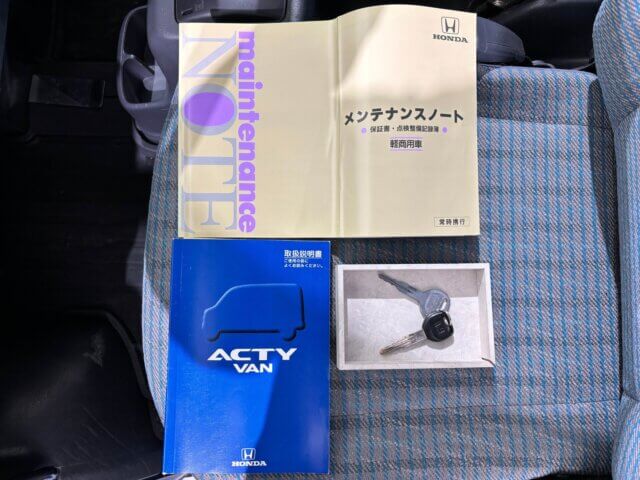 maintenance
NOTE
HONDA
メンテナンスノート
保証書・点検整備記録簿
軽商用車
常時携行
取扱説明書
ご使用の前に
よくお読みください。
ACTY
VAN
HONDA